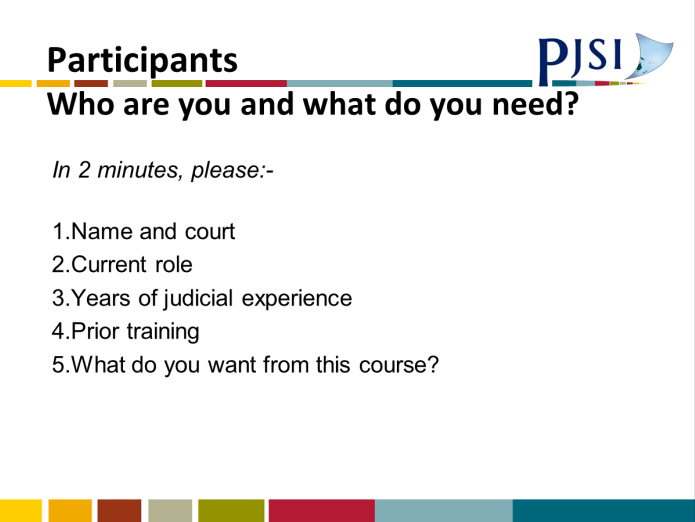 Participants
PJSI
Who are you and what do you need?
In 2 minutes, please:-
1.Name and court
2.Current role
3.Years of judicial experience
4.Prior training
5.What do you want from this course?